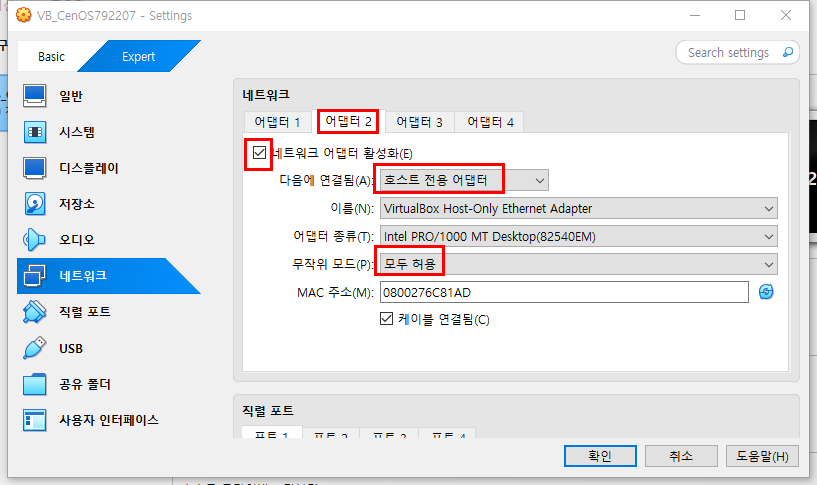 VB_CenOS792207 - Settings
Basic
Expert
Search settings
일반
시스템
디스플레이
저장소
오디오
네트워크
직렬 포트
USB
공유 폴더
사용자 인터페이스
네트워크
어댑터 1 어댑터 2 어댑터 3 어댑터 4
네트워크 어댑터 활성화(E)
다음에 연결됨(A): 호스트 전용 어댑터
이름(N): VirtualBox Host-Only Ethernet Adapter
어댑터 종류(T): Intel PRO/1000 MT Desktop(82540EM)
무작위 모드(P): 모두 허용
MAC 주소(M): 0800276C81AD
케이블 연결됨(C)
직렬 포트
포트 1 포트 2 포트 3 포트 4
확인 취소 도움말(H)